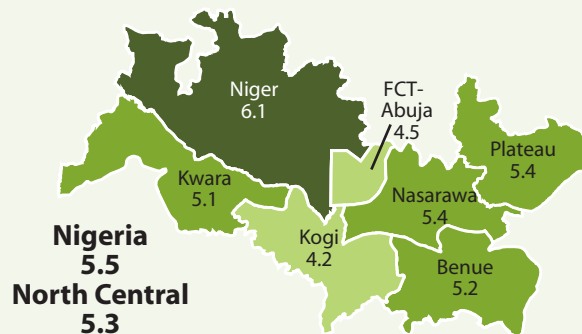 Niger
6.1
FCT-
Abuja
4.5
Plateau
5.4
Kwara
5.1
Nasarawa
5.4
Kogi
4.2
Benue
5.2
Nigeria
5.5
North Central
5.3